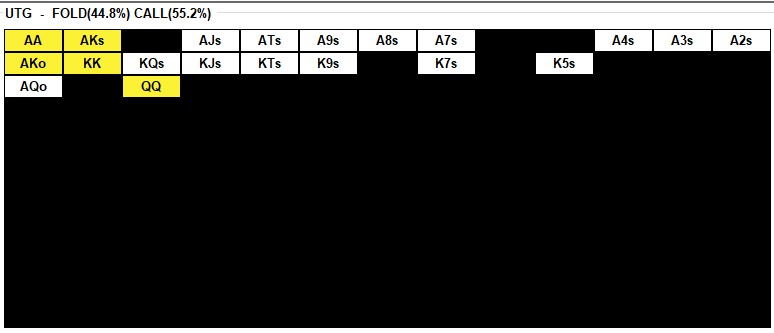 UTG - FOLD(44.8%) CALL(55.2%)
AA AKs AJs ATs A9s A8s A7s A4s A3s A2s
AKo KK KQs KJs KTs K9s K7s K5s
AQo QQ